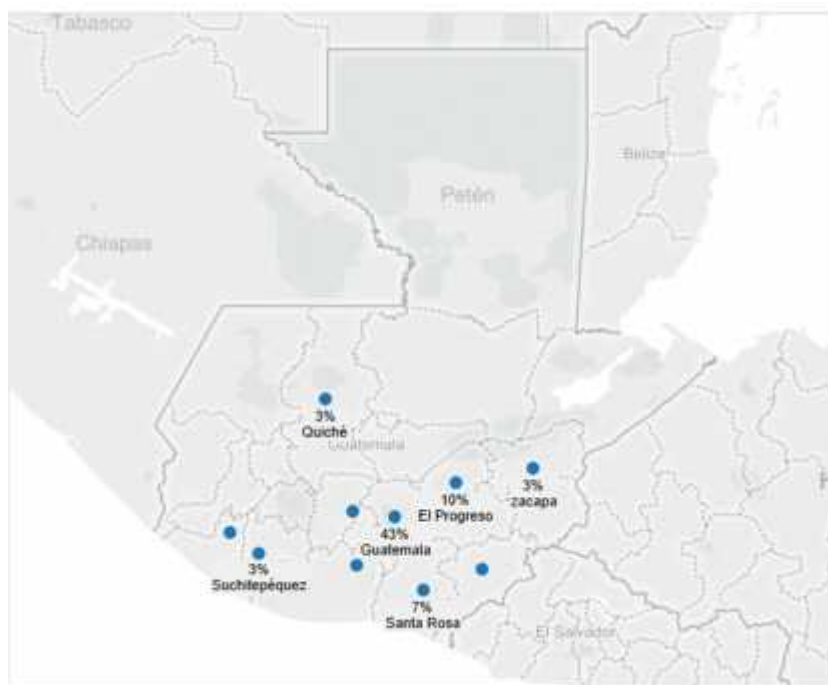 Tabasco
Belize
Petén
Chiapas
3%
Quiché
Guatemala
3%
zacapa
10%
El Progreso
43%
Guatemala
3%
Suchitepéquez
7%
Santa Rosa
El Salvador